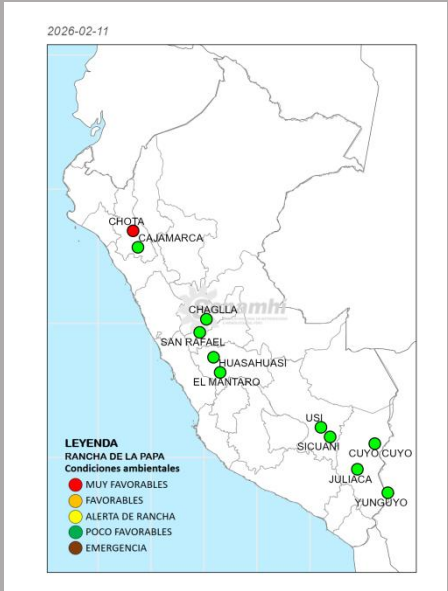 2026-02-11
CHOTA
CAJAMARCA
Senamhi
CHAGLLA
SAN RAFAEL
HUASAHUASI
EL MANTARO
USI
SICUANI
CUYO CUYO
JULIACA
YUNGUYO
LEYENDA
RANCHA DE LA PAPA
Condiciones ambientales
MUY FAVORABLES
FAVORABLES
ALERTA DE RANCHA
POCO FAVORABLES
EMERGENCIA